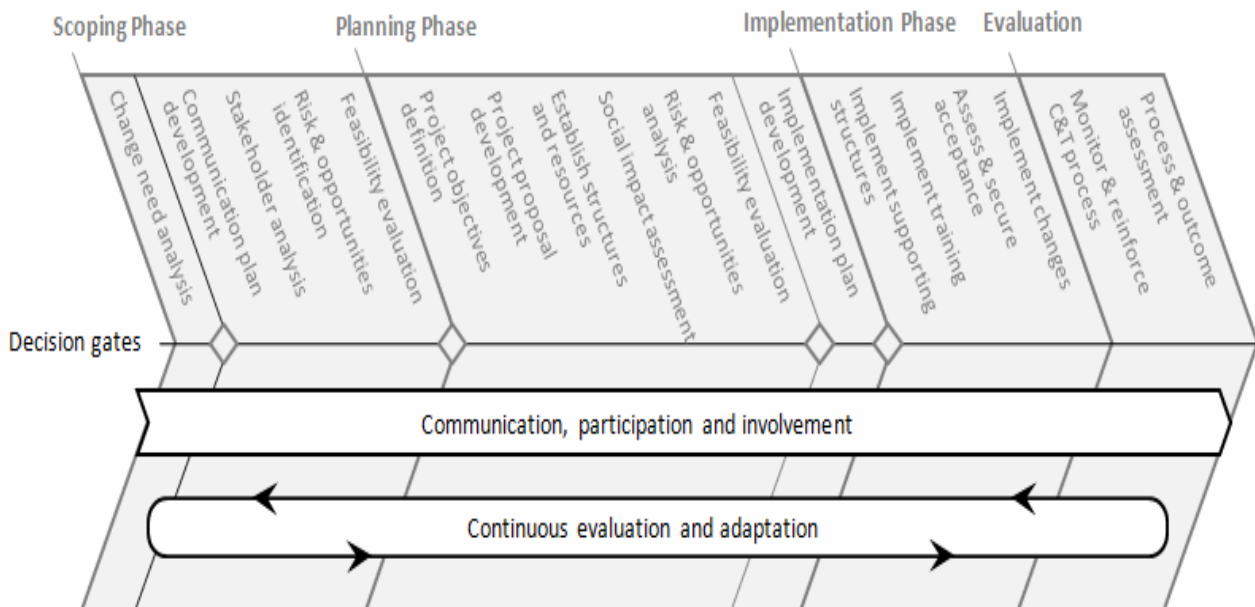 Scoping Phase
Planning Phase
Implementation Phase
Evaluation
Change need analysis
Communication plan
development
Stakeholder analysis
Risk & opportunities
identification
Feasibility evaluation
Project objectives
definition
Project proposal
development
Establish structures
and resources
Social impact assessment
Risk & opportunities
analysis
Feasibility evaluation
Implementation plan
development
Implement supporting
structures
Implement training
Assess & secure
acceptance
Implement changes
Monitor & reinforce
C&T process
Process & outcome
assessment
Decision gates
Communication, participation and involvement
Continuous evaluation and adaptation